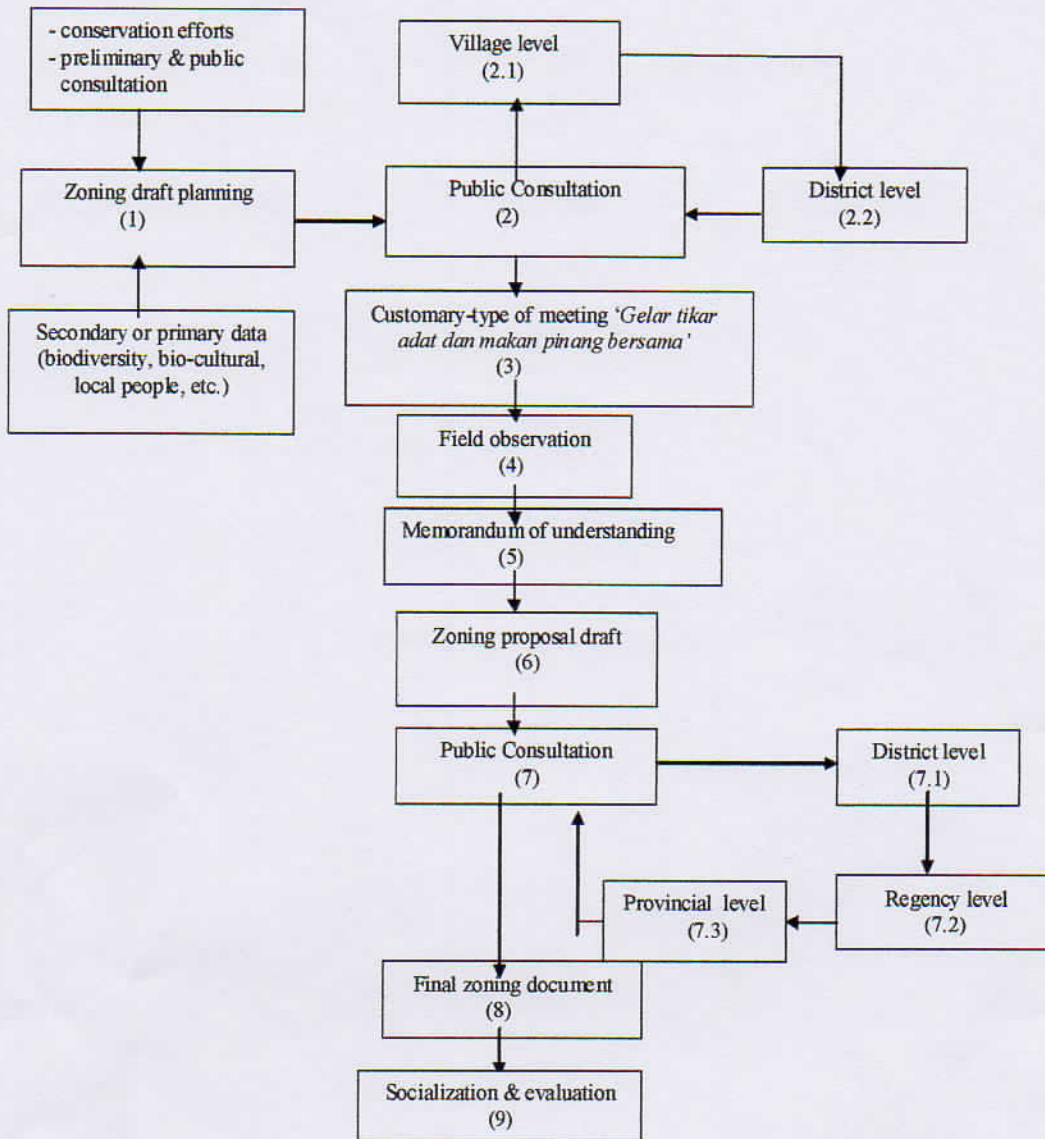 - conservation efforts
- preliminary & public
consultation
Village level
(2.1)
Zoning draft planning
(1)
Public Consultation
(2)
District level
(2.2)
Secondary or primary data
(biodiversity, bio-cultural,
local people, etc.)
Customary-type of meeting ‘Gelar tikar
adat dan makan pinang bersama’
(3)
Field observation
(4)
Memorandum of understanding
(5)
Zoning proposal draft
(6)
Public Consultation
(7)
District level
(7.1)
Regency level
(7.2)
Provincial level
(7.3)
Final zoning document
(8)
Socialization & evaluation
(9)